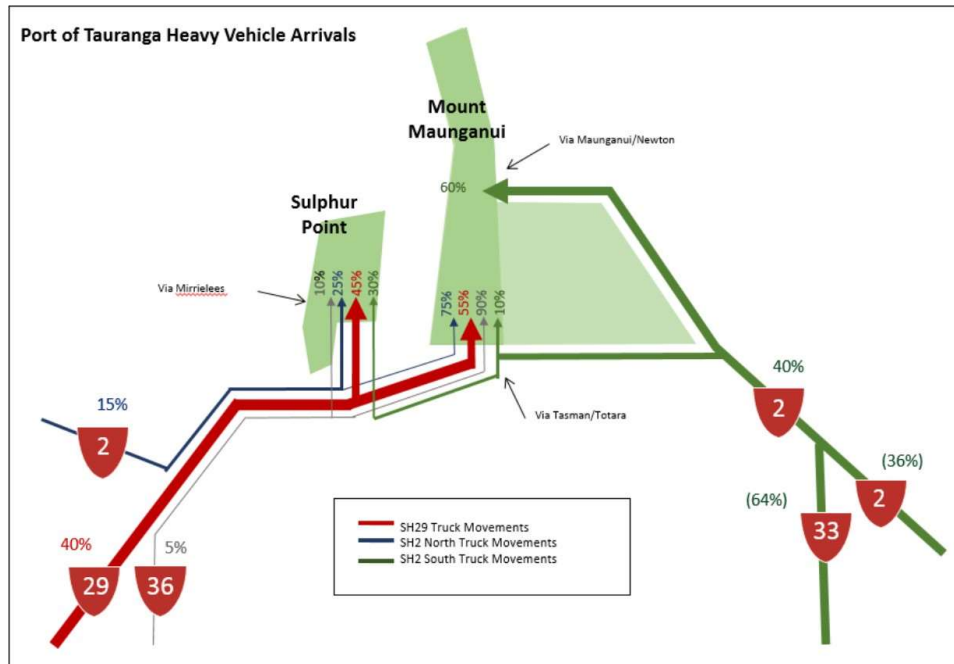 Port of Tauranga Heavy Vehicle Arrivals
Mount
Maunganui
Via Maunganui/Newton
60%
Sulphur
Point
Via Mirrielees
10%
25%
45%
30%
75%
55%
90%
10%
Via Tasman/Totara
15%
2
40%
2
(36%)
2
(64%)
33
40%
29
5%
36
SH29 Truck Movements
SH2 North Truck Movements
SH2 South Truck Movements